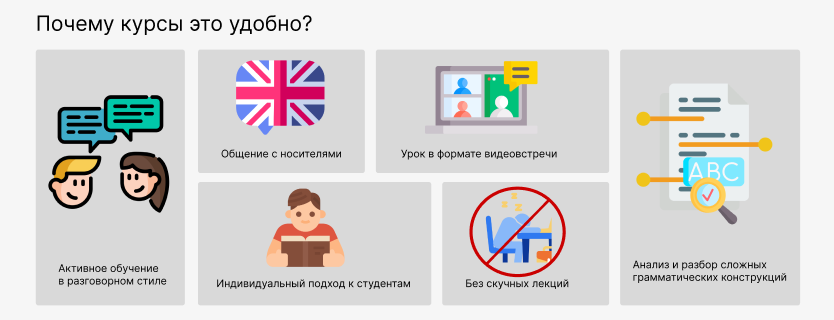 Почему курсы это удобно?
Активное обучение
в разговорном стиле
Общение с носителями
Урок в формате видеовстречи
Индивидуальный подход к студентам
Без скучных лекций
ABC
Анализ и разбор сложных
грамматических конструкций